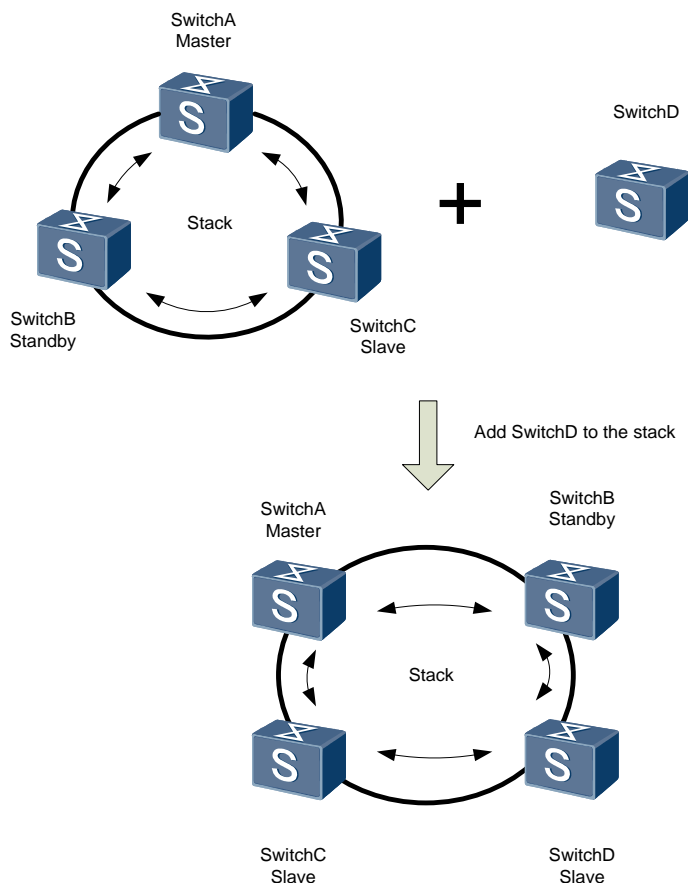 SwitchA
Master
S
SwitchD
S
Stack
S
S
SwitchB
Standby
SwitchC
Slave
Add SwitchD to the stack
SwitchA
Master
SwitchB
Standby
S
S
Stack
S
S
SwitchC
Slave
SwitchD
Slave